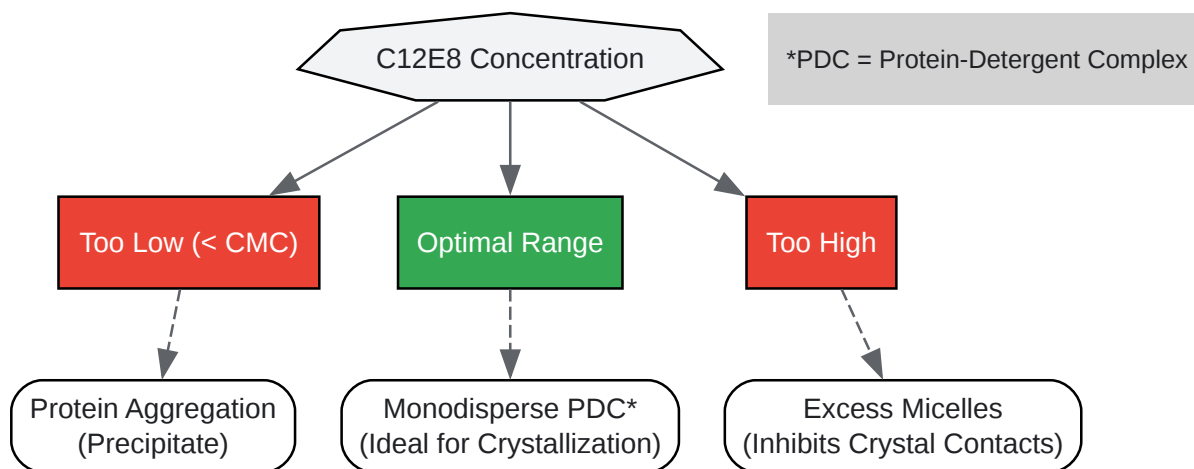 C12E8 Concentration
*PDC = Protein-Detergent Complex
Too Low (< CMC)
Optimal Range
Too High
Protein Aggregation
(Precipitate)
Monodisperse PDC*
(Ideal for Crystallization)
Excess Micelles
(Inhibits Crystal Contacts)